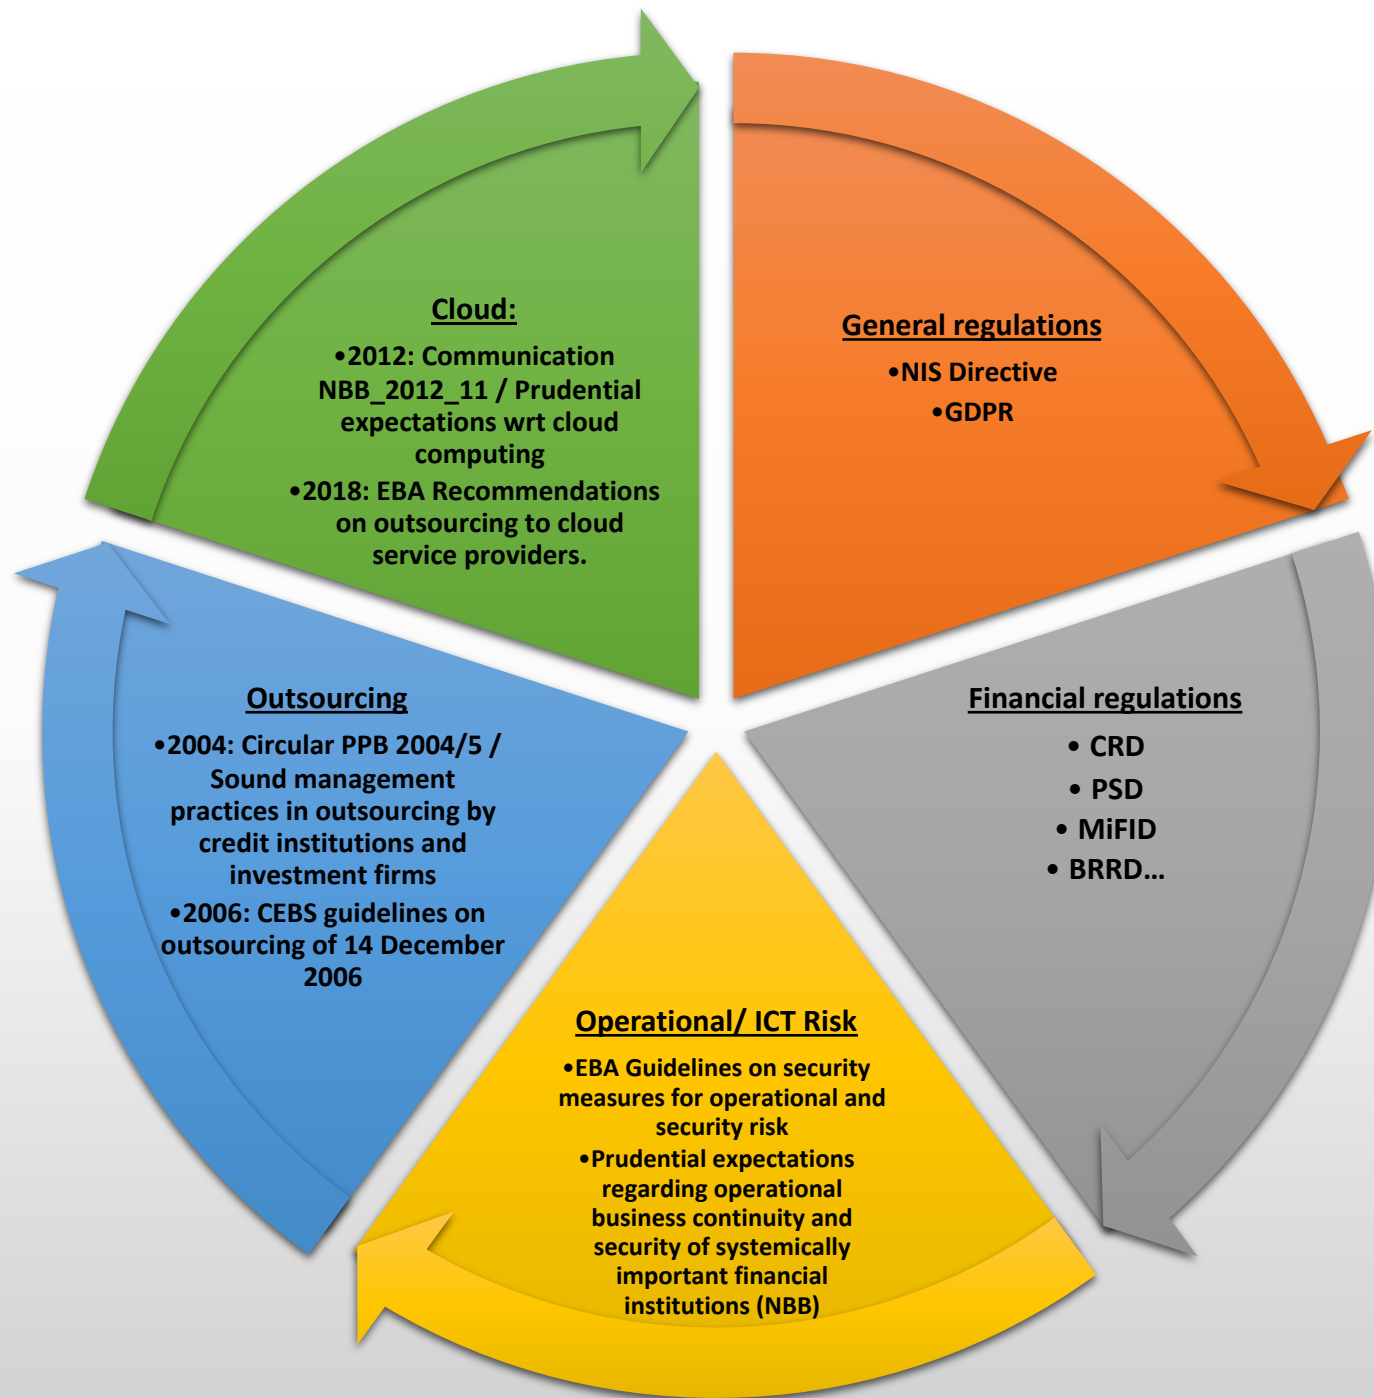 Cloud:
•2012: Communication
NBB_2012_11 / Prudential
expectations wrt cloud
computing
•2018: EBA Recommendations
on outsourcing to cloud
service providers.
General regulations
•NIS Directive
•GDPR
Financial regulations
• CRD
• PSD
• MiFID
• BRRD...
Operational/ ICT Risk
•EBA Guidelines on security
measures for operational and
security risk
•Prudential expectations
regarding operational
business continuity and
security of systemically
important financial
institutions (NBB)
Outsourcing
•2004: Circular PPB 2004/5 /
Sound management
practices in outsourcing by
credit institutions and
investment firms
•2006: CEBS guidelines on
outsourcing of 14 December
2006